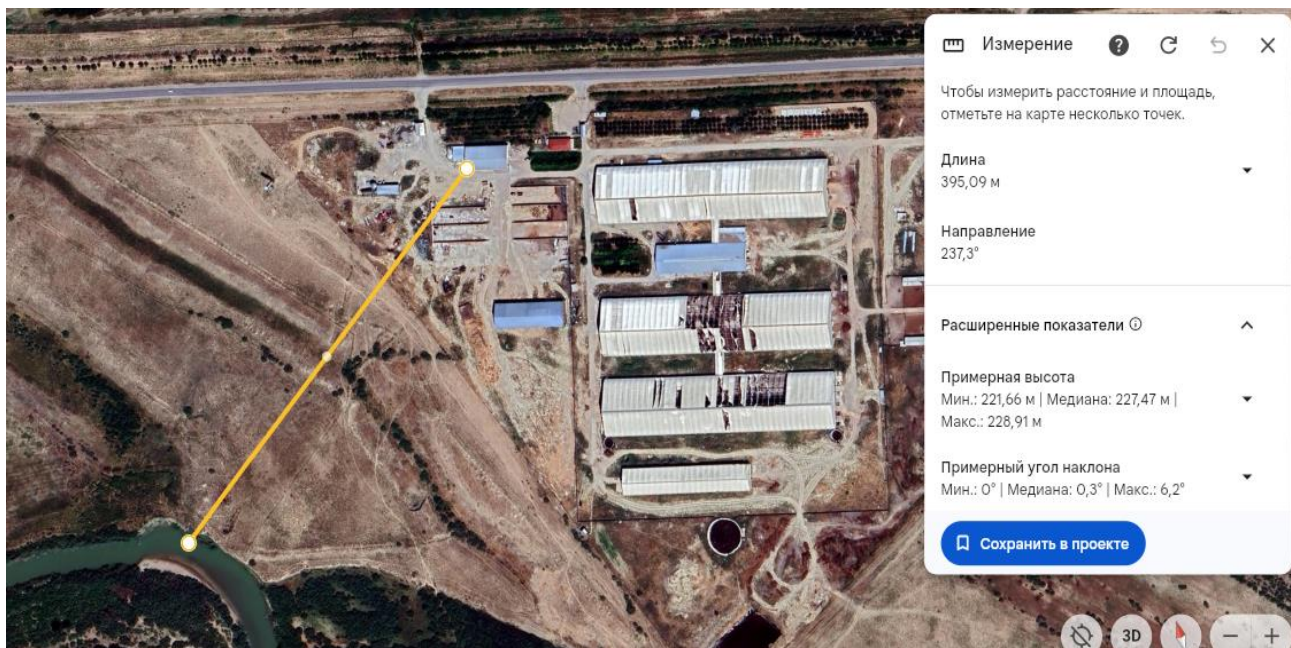 Измерение
Чтобы измерить расстояние и площадь,
отметьте на карте несколько точек.
Длина
395,09 м
Направление
237,3°
Расширенные показатели
Примерная высота
Мин.: 221,66 м | Медиана: 227,47 м |
Макс.: 228,91 м
Примерный угол наклона
Мин.: 0° | Медиана: 0,3° | Макс.: 6,2°
Сохранить в проекте
3D